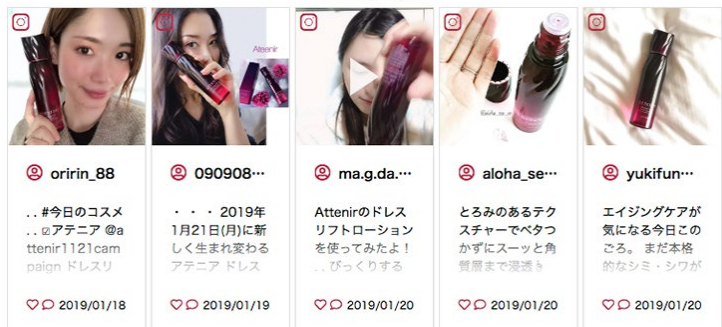 Attenir
oririn_88
090908…
ma.g.da.…
aloha_se…
yukifun…
. . #今日のコスメ
. . ☑アテニア @a
ttenir1121cam
paign ドレスリ
・ ・ ・ 2019年
1月21日(月)に新
しく生まれ変わる
アテニア ドレス
Attenirのドレス
リフトローション
を使ってみたよ！
. . びっくりする
とろみのあるテク
スチャーでベタつ
かずにスーッと角
質層まで浸透き
エイジングケアが
気になる今日この
ごろ。 まだ本格
的なシミ・シワが
2019/01/18
2019/01/19
2019/01/20
2019/01/20
2019/01/20